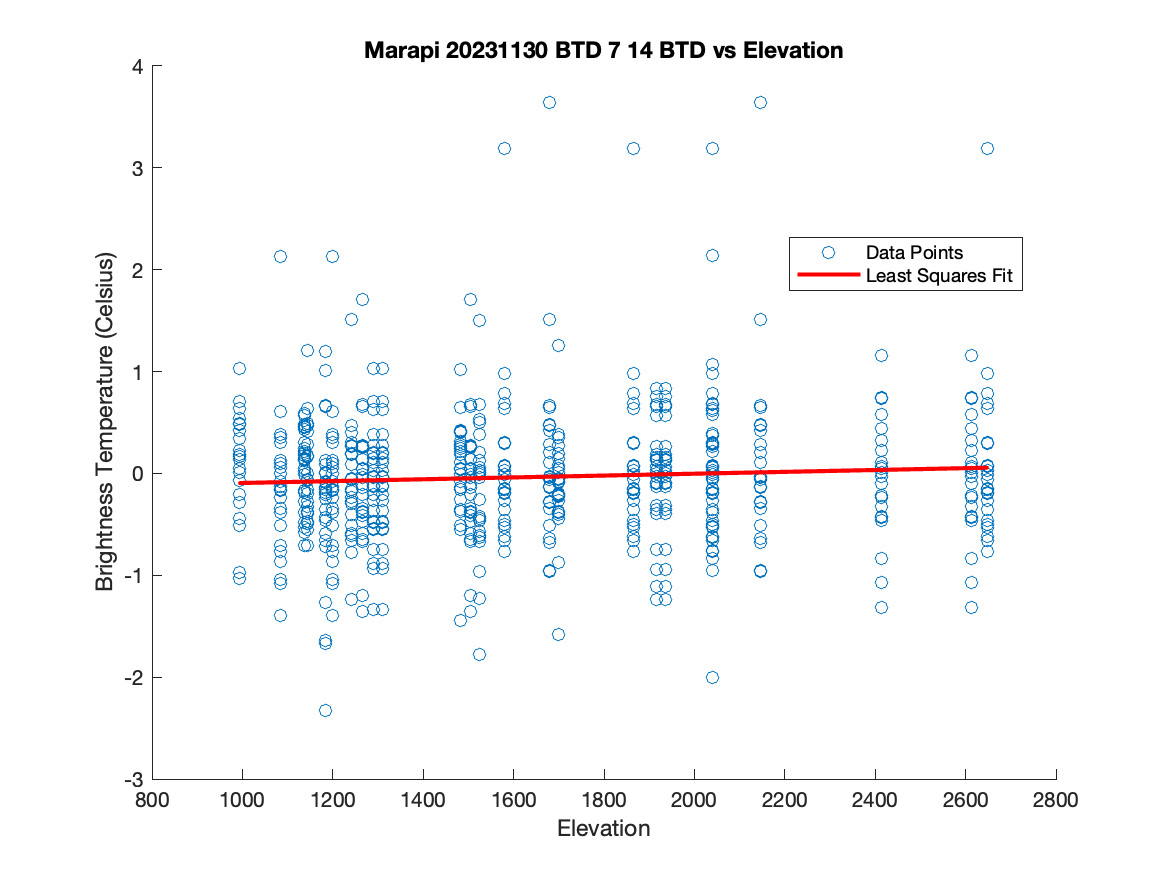 Marapi 20231130 BTD 7 14 BTD vs Elevation
4
3
2
1
0
-1
-2
-3
Brightness Temperature (Celsius)
Data Points
Least Squares Fit
800 1000 1200 1400 1600 1800 2000 2200 2400 2600 2800
Elevation